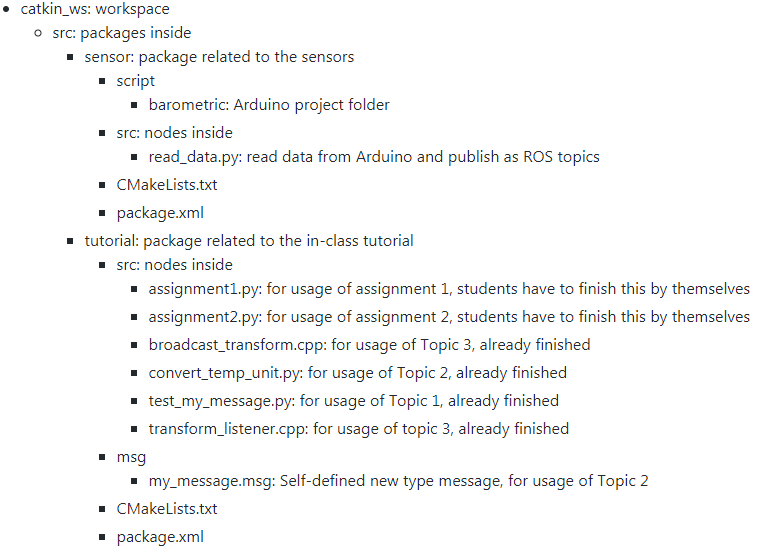 catkin_ws: workspace
src: packages inside
sensor: package related to the sensors
script
barometric: Arduino project folder
src: nodes inside
read_data.py: read data from Arduino and publish as ROS topics
CMakeLists.txt
package.xml
tutorial: package related to the in-class tutorial
src: nodes inside
assignment1.py: for usage of assignment 1, students have to finish this by themselves
assignment2.py: for usage of assignment 2, students have to finish this by themselves
broadcast_transform.cpp: for usage of Topic 3, already finished
convert_temp_unit.py: for usage of Topic 2, already finished
test_my_message.py: for usage of Topic 1, already finished
transform_listener.cpp: for usage of topic 3, already finished
msg
my_message.msg: Self-defined new type message, for usage of Topic 2
CMakeLists.txt
package.xml